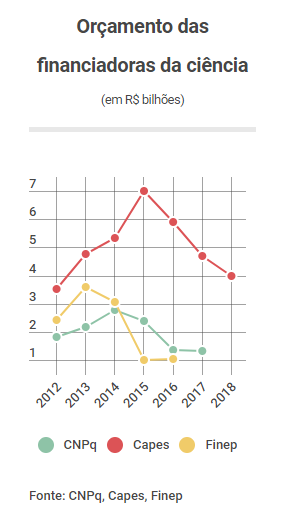 Orçamento das
financiadoras da ciência
(em R$ bilhões)
7
6
5
4
3
2
1
2012 2013 2014 2015 2016 2017 2018
CNPq Capes Finep
Fonte: CNPq, Capes, Finep